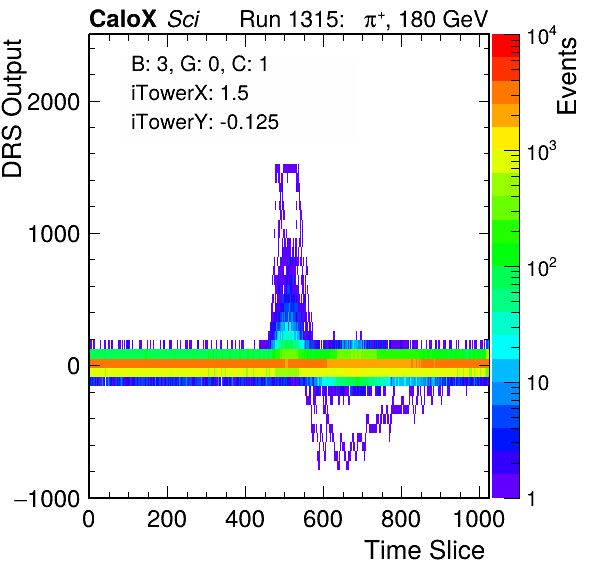 CaloX Sci Run 1315: π⁺, 180 GeV
B: 3, G: 0, C: 1
iTowerX: 1.5
iTowerY: -0.125
DRS Output
2000
1000
0
−1000
0 200 400 600 800 1000
Time Slice
Events
10⁴
10³
10²
10
1